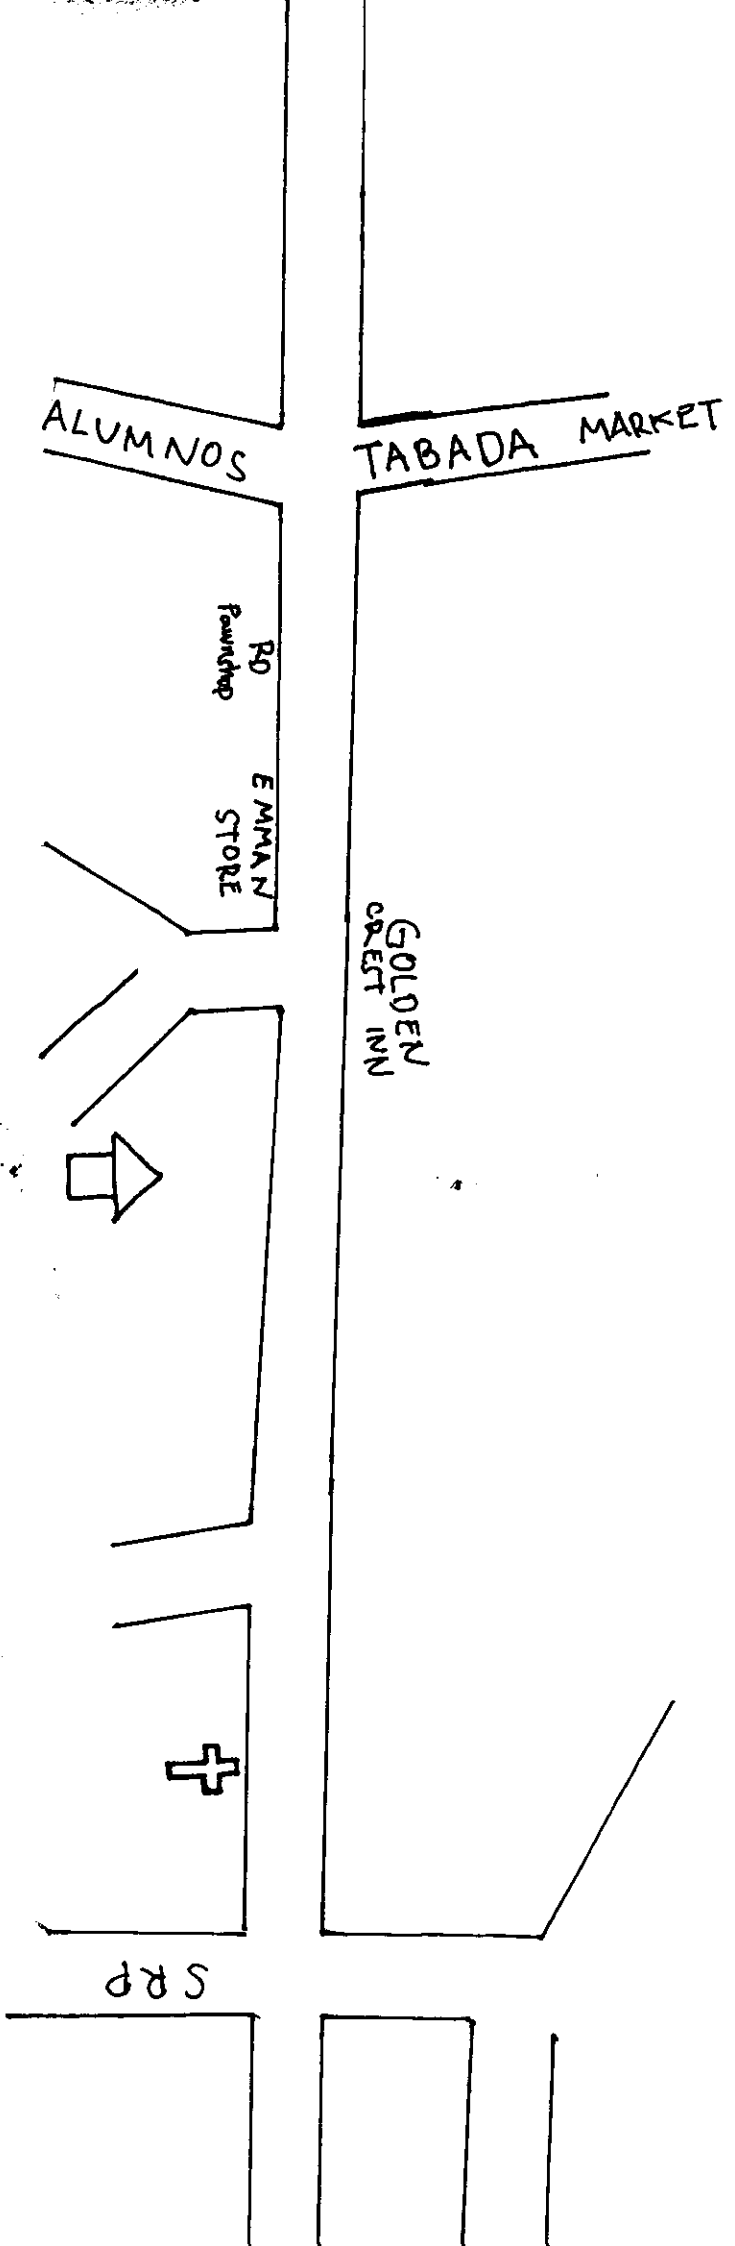 ALUMNOS
TABADA MARKET
RD
Pawnshop
EMMAN
STORE
GOLDEN
CREST INN
SRP